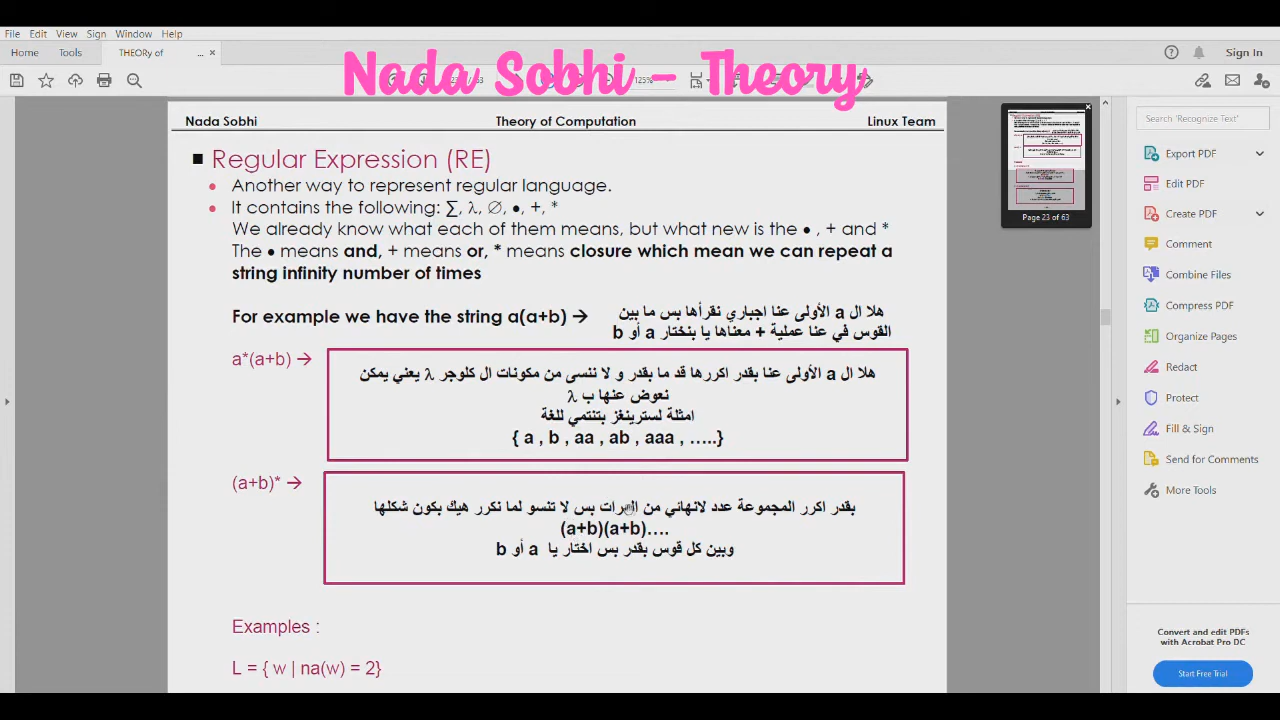 File Edit View Sign Window Help
Home Tools THEORy of ... × Sign In
Nada Sobhi - Theory
125%
Search 'Recognize Text'
Nada Sobhi Theory of Computation Linux Team
Regular Expression (RE)
• Another way to represent regular language.
• It contains the following: ∑, λ, ∅, •, +, *
We already know what each of them means, but what new is the • , + and *
The • means and, + means or, * means closure which mean we can repeat a
string infinity number of times
For example we have the string a(a+b) →
هلا ال a الأولى عنا اجباري نقرأها بس ما بين
القوس في عنا عملية + معناها يا بنختار a أو b
a*(a+b) →
هلا ال a الأولى عنا بقدر اكررها قد ما بقدر و لا ننسى من مكونات ال كلوجر λ يعني يمكن
نعوض عنها ب λ
امثلة لسترينغز بتنتمي للغة
{ a , b , aa , ab , aaa , .....}
(a+b)* →
بقدر اكرر المجموعة عدد لانهائي من المرات بس لا تنسو لما نكرر هيك بكون شكلها
(a+b)(a+b)....
وبين كل قوس بقدر بس اختار يا a أو b
Examples :
L = { w | na(w) = 2}
Page 23 of 63
Export PDF
Edit PDF
Create PDF
Comment
Combine Files
Compress PDF
Organize Pages
Redact
Protect
Fill & Sign
Send for Comments
More Tools
Convert and edit PDFs
with Acrobat Pro DC
Start Free Trial